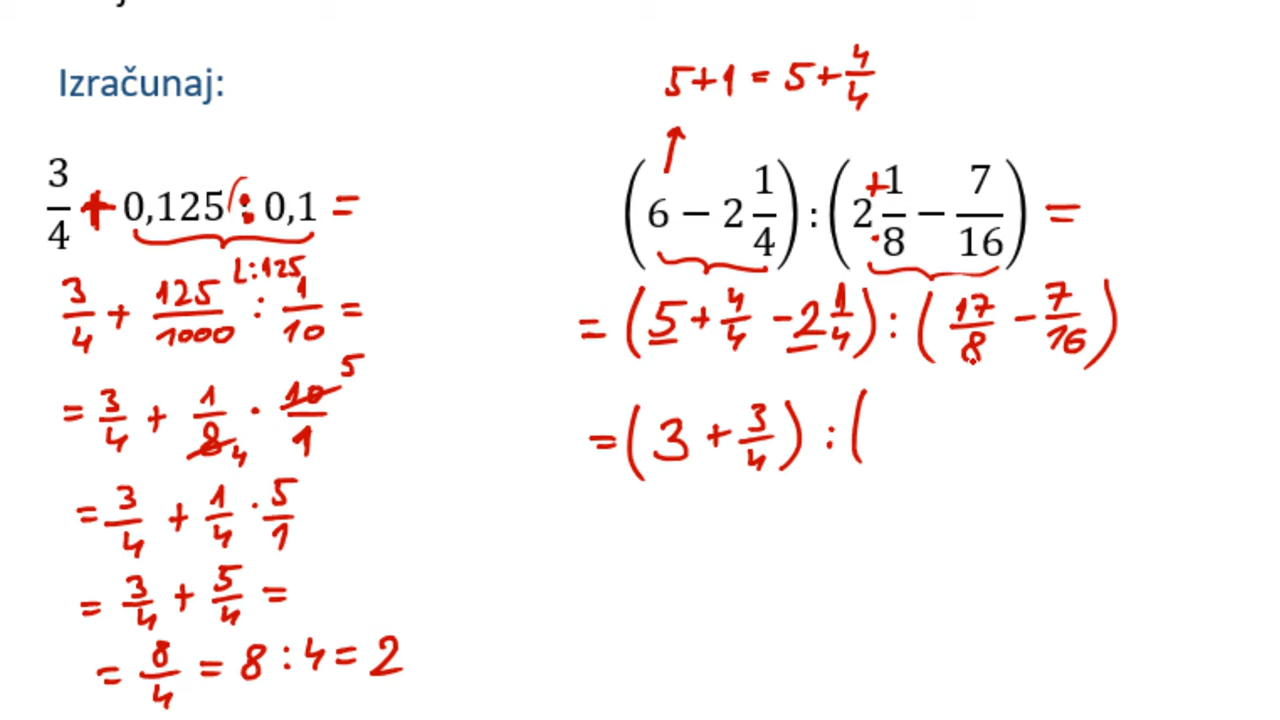 Izračunaj:
3/4 + 0,125 : 0,1 =
L:125
3/4 + 125/1000 : 1/10 =
= 3/4 + 1/8 4 · 10/1 5
= 3/4 + 1/4 · 5/1
= 3/4 + 5/4 =
= 8/4 = 8 : 4 = 2
5+1 = 5+4/4
(6 − 2 1/4) : (2 + 1/8 − 7/16) =
= (5 + 4/4 − 2 1/4) : (17/8 − 7/16)
= (3 + 3/4) : (